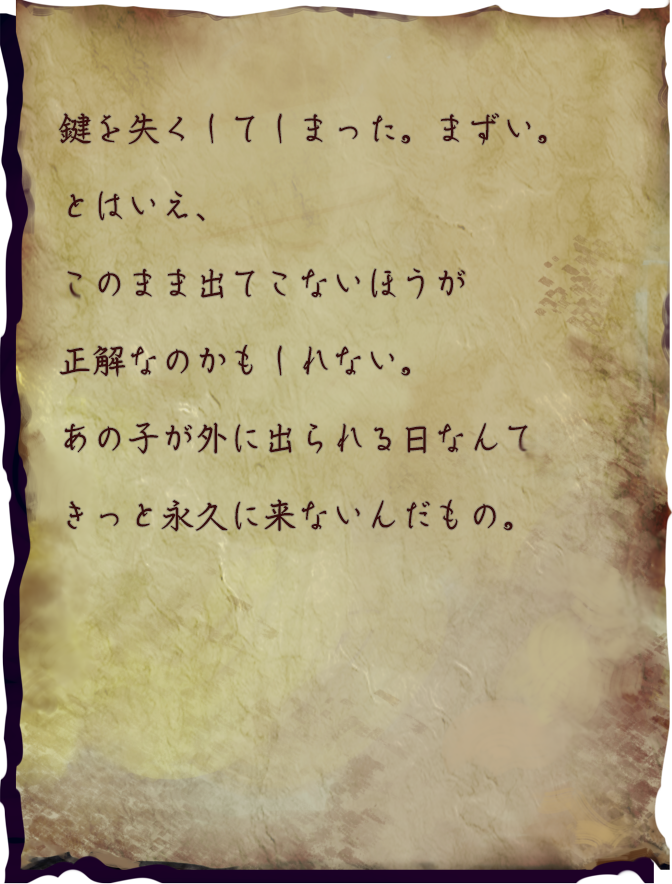 鍵を失くしてしまった。まずい。
とはいえ、
このまま出てこないほうが
正解なのかもしれない。
あの子が外に出られる日なんて
きっと永久に来ないんだもの。